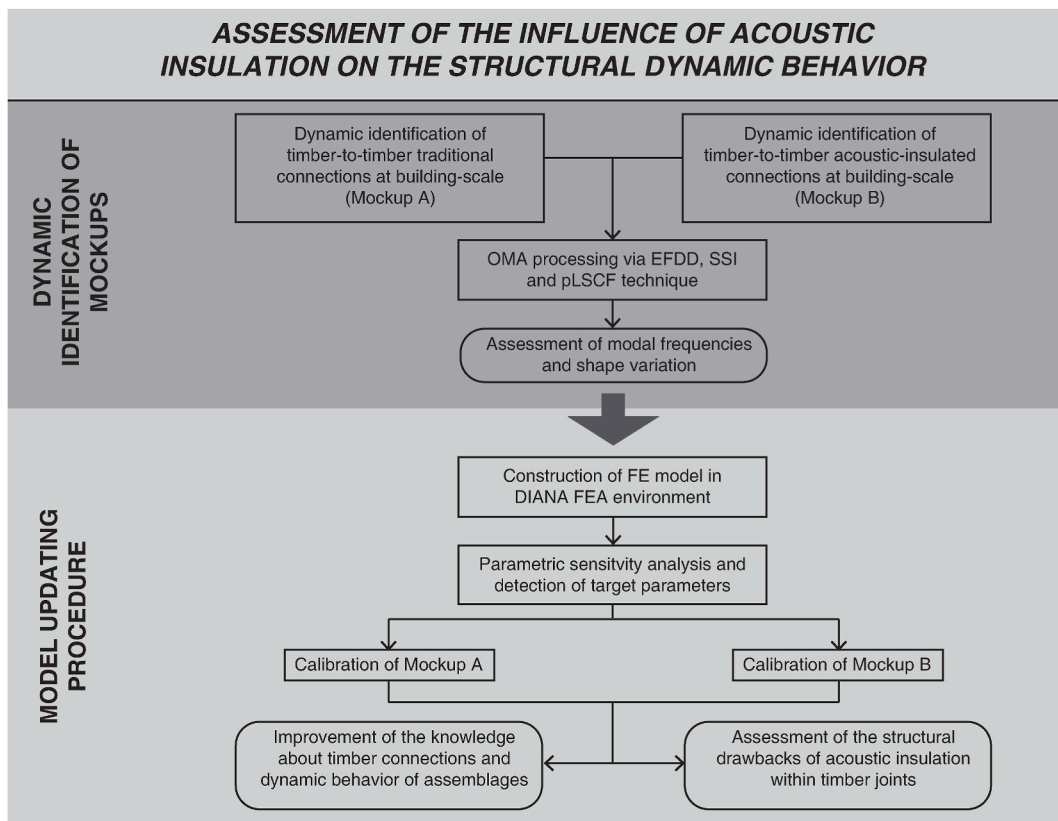 ASSESSMENT OF THE INFLUENCE OF ACOUSTIC
INSULATION ON THE STRUCTURAL DYNAMIC BEHAVIOR
DYNAMIC
IDENTIFICATION OF
MOCKUPS
Dynamic identification of
timber-to-timber traditional
connections at building-scale
(Mockup A)
Dynamic identification of
timber-to-timber acoustic-insulated
connections at building-scale
(Mockup B)
OMA processing via EFDD, SSI
and pLSCF technique
Assessment of modal frequencies
and shape variation
MODEL UPDATING
PROCEDURE
Construction of FE model in
DIANA FEA environment
Parametric sensitvity analysis and
detection of target parameters
Calibration of Mockup A
Calibration of Mockup B
Improvement of the knowledge
about timber connections and
dynamic behavior of assemblages
Assessment of the structural
drawbacks of acoustic insulation
within timber joints